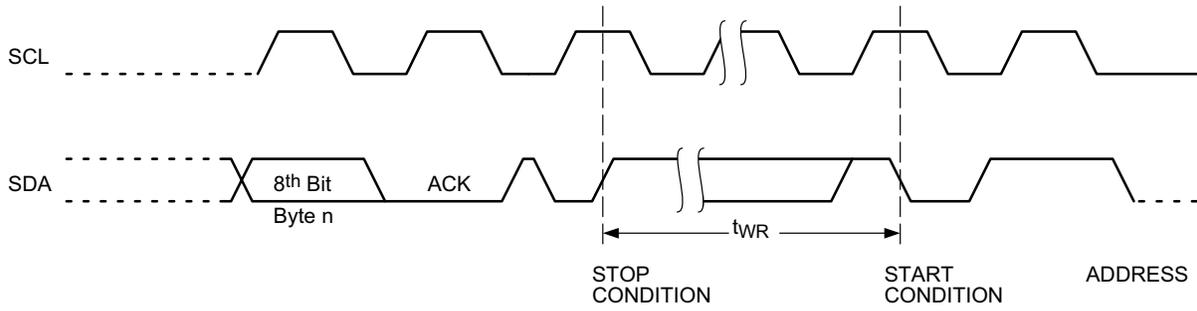 SCL
SDA
8th Bit
ACK
Byte n
tWR
STOP
CONDITION
START
CONDITION
ADDRESS